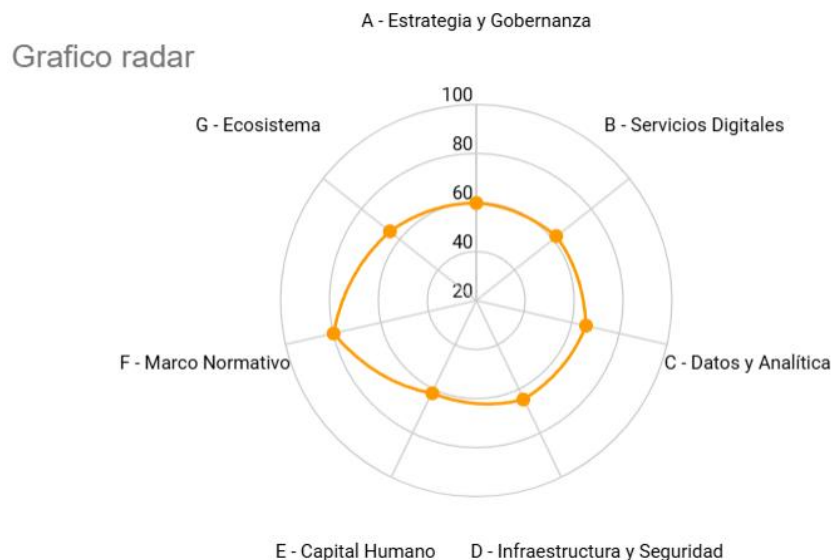 A - Estrategia y Gobernanza
Grafico radar
100
G - Ecosistema
B - Servicios Digitales
80
60
40
20
F - Marco Normativo
C - Datos y Analítica
E - Capital Humano
D - Infraestructura y Seguridad